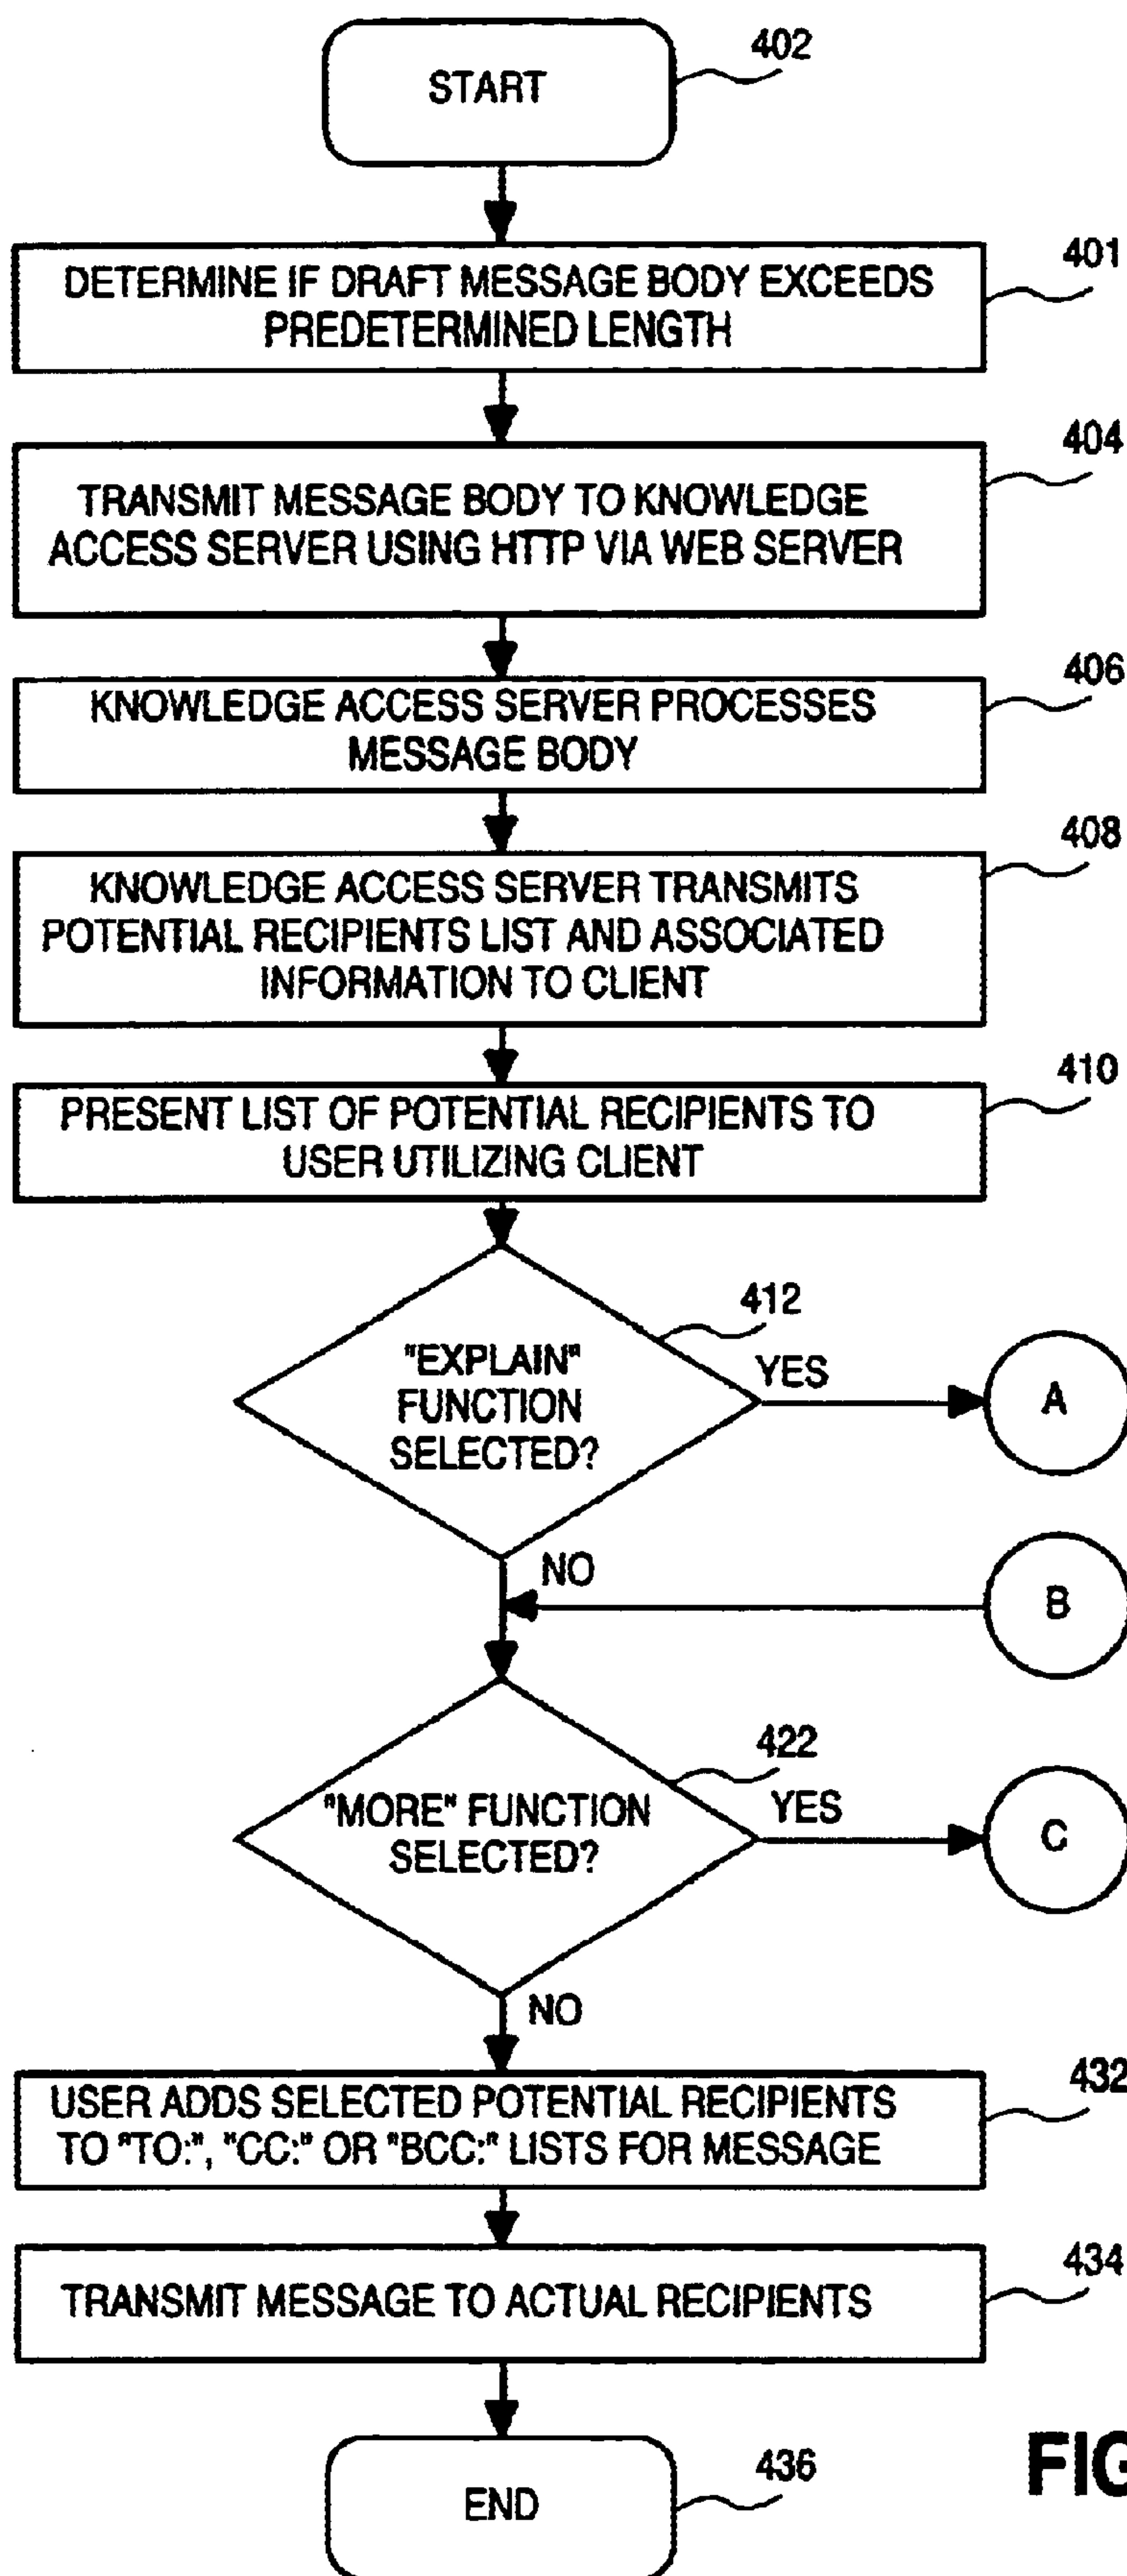 402
START
401
DETERMINE IF DRAFT MESSAGE BODY EXCEEDS
PREDETERMINED LENGTH
404
TRANSMIT MESSAGE BODY TO KNOWLEDGE
ACCESS SERVER USING HTTP VIA WEB SERVER
406
KNOWLEDGE ACCESS SERVER PROCESSES
MESSAGE BODY
408
KNOWLEDGE ACCESS SERVER TRANSMITS
POTENTIAL RECIPIENTS LIST AND ASSOCIATED
INFORMATION TO CLIENT
410
PRESENT LIST OF POTENTIAL RECIPIENTS TO
USER UTILIZING CLIENT
412
"EXPLAIN"
FUNCTION
SELECTED?
YES
A
NO
B
422
"MORE" FUNCTION
SELECTED?
YES
C
NO
432
USER ADDS SELECTED POTENTIAL RECIPIENTS
TO "TO:", "CC:" OR "BCC:" LISTS FOR MESSAGE
434
TRANSMIT MESSAGE TO ACTUAL RECIPIENTS
436
END
FIG